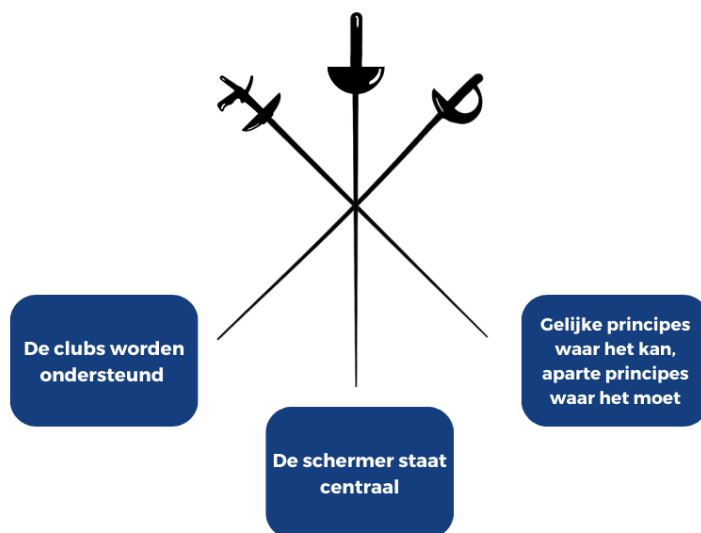 De clubs worden
ondersteund
De schermer staat
centraal
Gelijke principes
waar het kan,
aparte principes
waar het moet